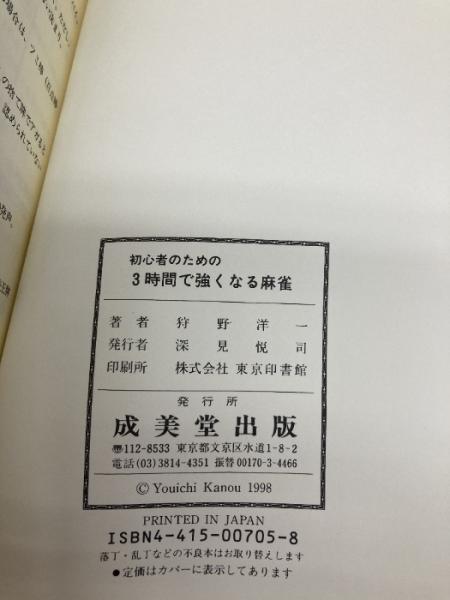 初心者のための
3時間で強くなる麻雀
著者 狩野洋一
発行者 深見悦司
印刷所 株式会社 東京印書館
発行所
成美堂出版
〒112-8533 東京都文京区水道1-8-2
電話(03)3814-4351 振替00170-3-4466
© Youichi Kanou 1998
PRINTED IN JAPAN
ISBN4-415-00705-8
落丁・乱丁などの不良本はお取り替えします
●定価はカバーに表示してあります